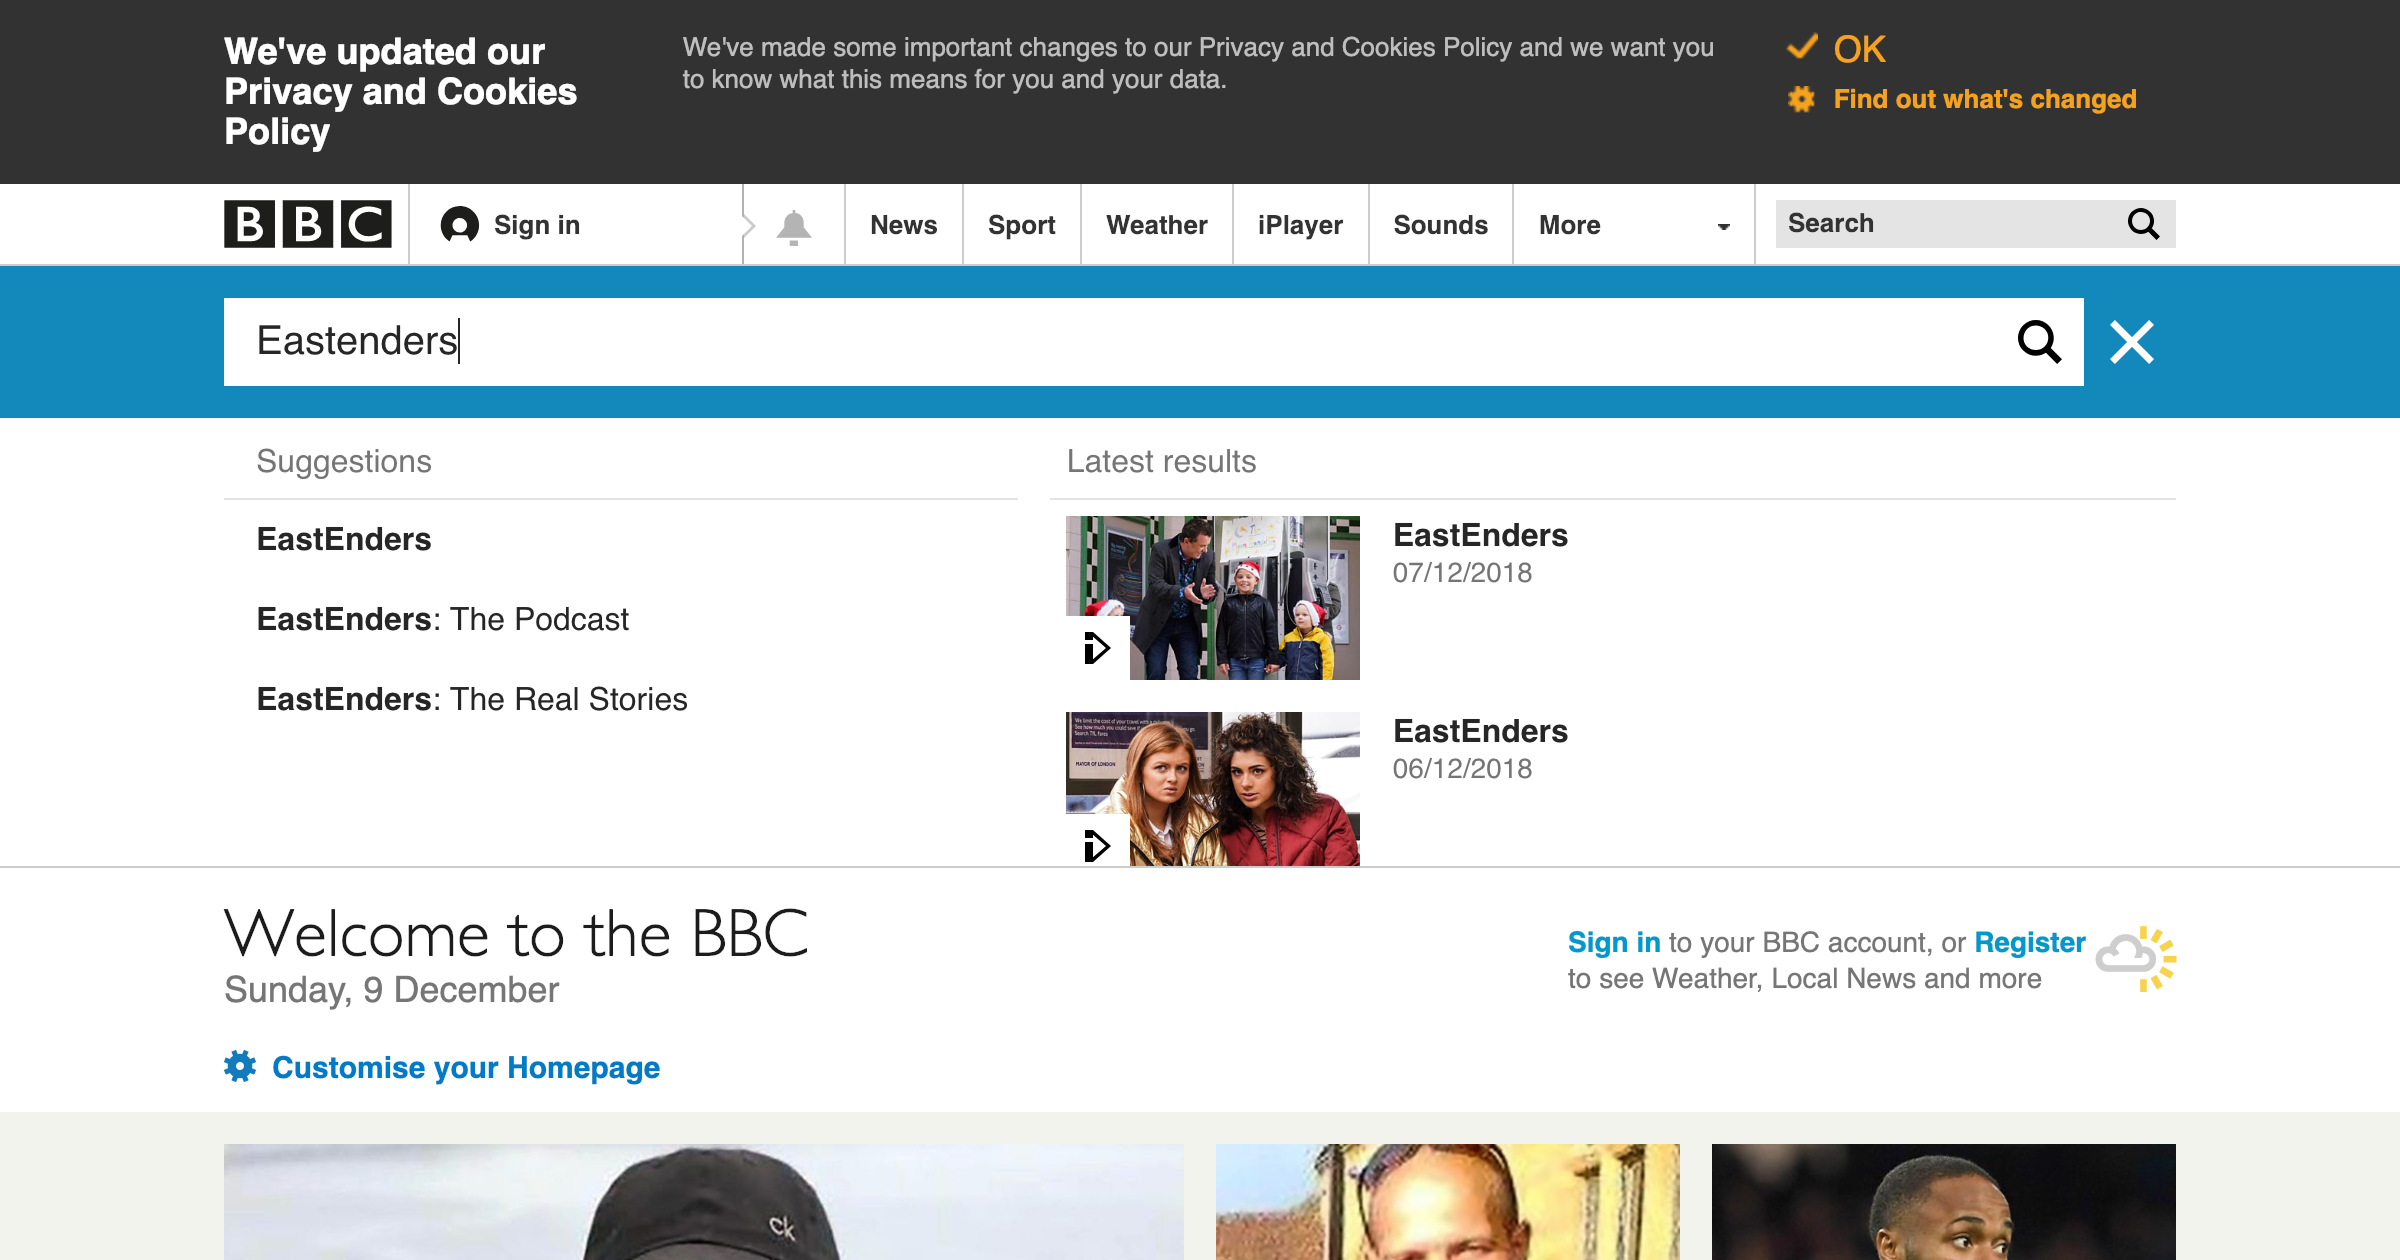 We've updated our
Privacy and Cookies
Policy
We've made some important changes to our Privacy and Cookies Policy and we want you
to know what this means for you and your data.
OK
Find out what's changed
BBC
Sign in
News
Sport
Weather
iPlayer
Sounds
More
Search
Eastenders
Suggestions
EastEnders
EastEnders: The Podcast
EastEnders: The Real Stories
Latest results
EastEnders
07/12/2018
MAYOR OF LONDON
EastEnders
06/12/2018
Welcome to the BBC
Sunday, 9 December
Sign in to your BBC account, or Register
to see Weather, Local News and more
Customise your Homepage
ck